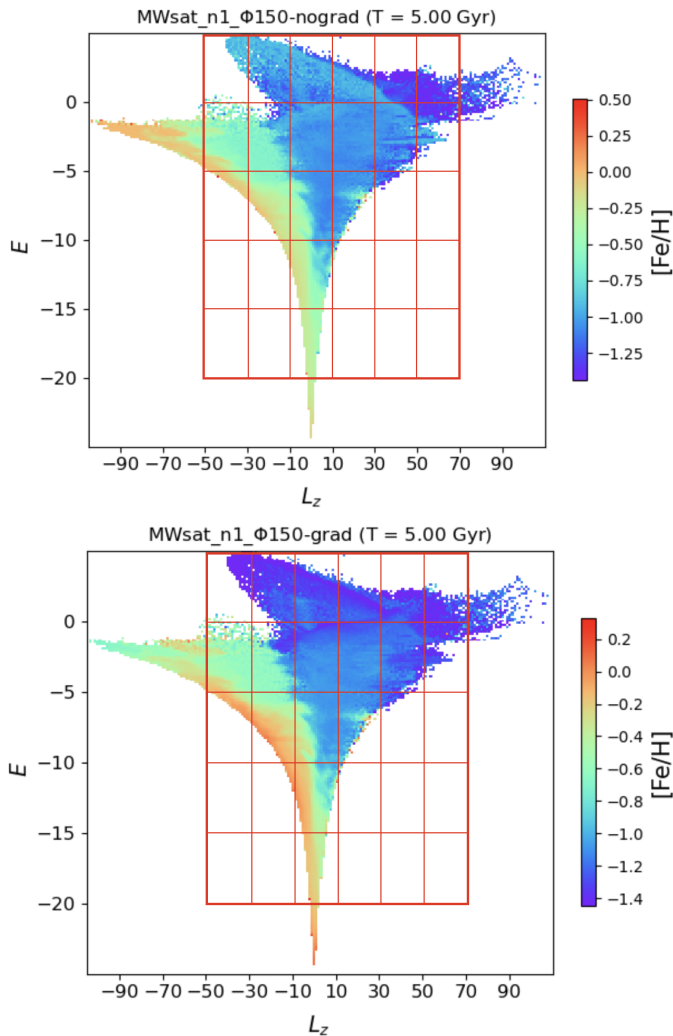 MWsat_n1_Φ150-nograd (T = 5.00 Gyr)
0
−5
−10
−15
−20
E
−90 −70 −50 −30 −10 10 30 50 70 90
L_z
0.50
0.25
0.00
−0.25
−0.50
−0.75
−1.00
−1.25
[Fe/H]
MWsat_n1_Φ150-grad (T = 5.00 Gyr)
0
−5
−10
−15
−20
E
−90 −70 −50 −30 −10 10 30 50 70 90
L_z
0.2
0.0
−0.2
−0.4
−0.6
−0.8
−1.0
−1.2
−1.4
[Fe/H]